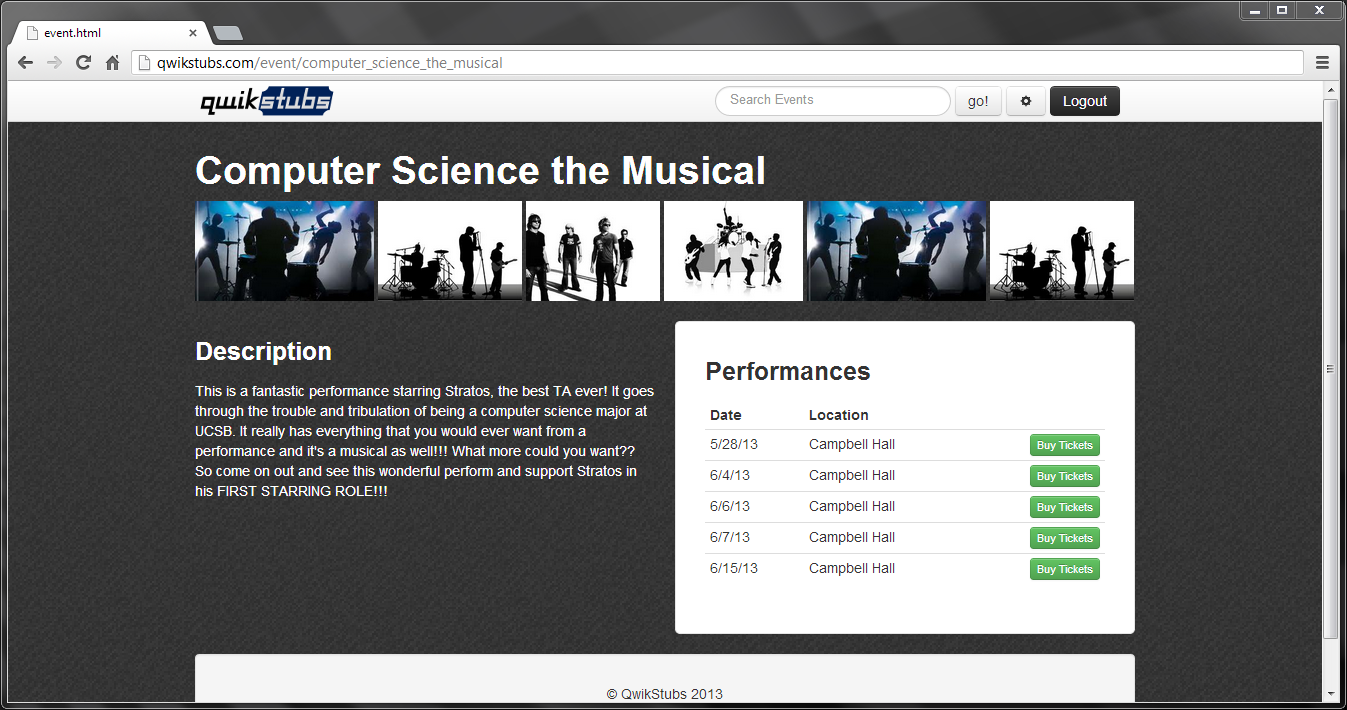 event.html
qwikstubs.com/event/computer_science_the_musical
qwikstubs
Search Events
go!
Logout
Computer Science the Musical
Description
This is a fantastic performance starring Stratos, the best TA ever! It goes
through the trouble and tribulation of being a computer science major at
UCSB. It really has everything that you would ever want from a
performance and it's a musical as well!!! What more could you want??
So come on out and see this wonderful perform and support Stratos in
his FIRST STARRING ROLE!!!
Performances
Date Location
5/28/13 Campbell Hall Buy Tickets
6/4/13 Campbell Hall Buy Tickets
6/6/13 Campbell Hall Buy Tickets
6/7/13 Campbell Hall Buy Tickets
6/15/13 Campbell Hall Buy Tickets
© QwikStubs 2013